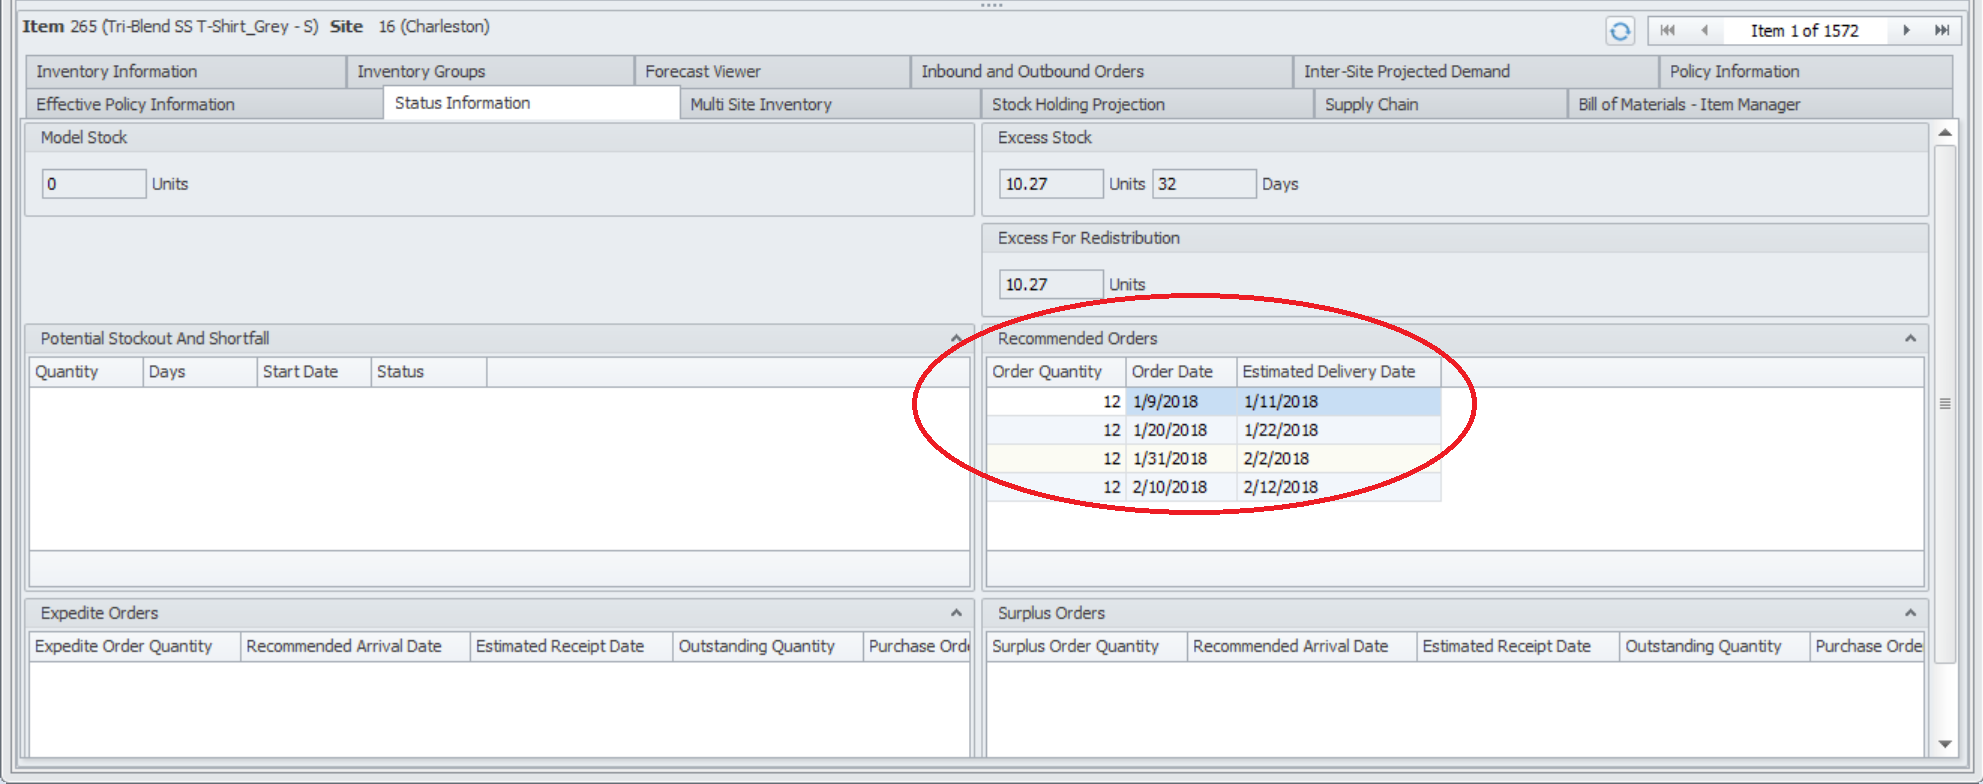 Item 265 (Tri-Blend SS T-Shirt_Grey - S) Site 16 (Charleston)
Item 1 of 1572
Inventory Information Inventory Groups Forecast Viewer Inbound and Outbound Orders Inter-Site Projected Demand Policy Information
Effective Policy Information Status Information Multi Site Inventory Stock Holding Projection Supply Chain Bill of Materials - Item Manager
Model Stock
0 Units
Excess Stock
10.27 Units 32 Days
Excess For Redistribution
10.27 Units
Potential Stockout And Shortfall
Quantity Days Start Date Status
Recommended Orders
Order Quantity Order Date Estimated Delivery Date
12 1/9/2018 1/11/2018
12 1/20/2018 1/22/2018
12 1/31/2018 2/2/2018
12 2/10/2018 2/12/2018
Expedite Orders
Expedite Order Quantity Recommended Arrival Date Estimated Receipt Date Outstanding Quantity Purchase Orde
Surplus Orders
Surplus Order Quantity Recommended Arrival Date Estimated Receipt Date Outstanding Quantity Purchase Orde